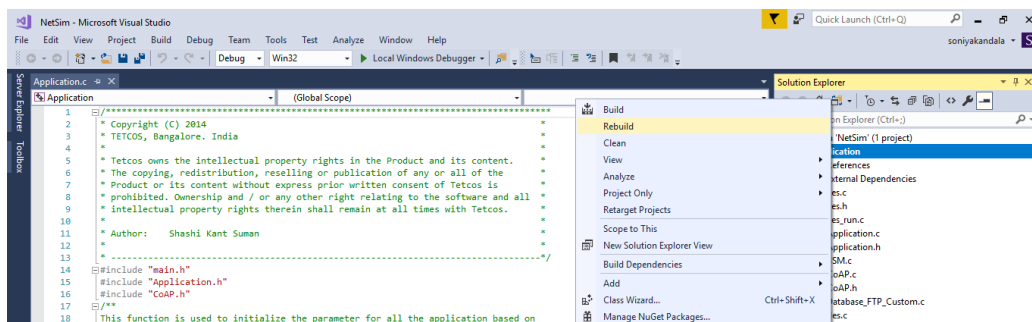 NetSim - Microsoft Visual Studio
Quick Launch (Ctrl+Q)
File Edit View Project Build Debug Team Tools Test Analyze Window Help
soniyakandala
Debug Win32 Local Windows Debugger
Server Explorer
Toolbox
Application.c
Application (Global Scope)
1 /******************************************************************************
2 * Copyright (C) 2014 *
3 * TETCOS, Bangalore. India *
4 * *
5 * Tetcos owns the intellectual property rights in the Product and its content. *
6 * The copying, redistribution, reselling or publication of any or all of the *
7 * Product or its content without express prior written consent of Tetcos is *
8 * prohibited. Ownership and / or any other right relating to the software and all *
9 * intellectual property rights therein shall remain at all times with Tetcos. *
10 * *
11 * Author: Shashi Kant Suman *
12 * *
13 * ---------------------------------------------------------------------------*/
14 #include "main.h"
15 #include "Application.h"
16 #include "CoAP.h"
17 /**
18 This function is used to initialize the parameter for all the application based on
Build
Rebuild
Clean
View
Analyze
Project Only
Retarget Projects
Scope to This
New Solution Explorer View
Build Dependencies
Add
Class Wizard... Ctrl+Shift+X
Manage NuGet Packages...
Solution Explorer
on Explorer (Ctrl+;)
'NetSim' (1 project)
ication
eferences
xternal Dependencies
es.c
es.h
es_run.c
pplication.c
pplication.h
SM.c
oAP.c
oAP.h
atabase_FTP_Custom.c
es.c